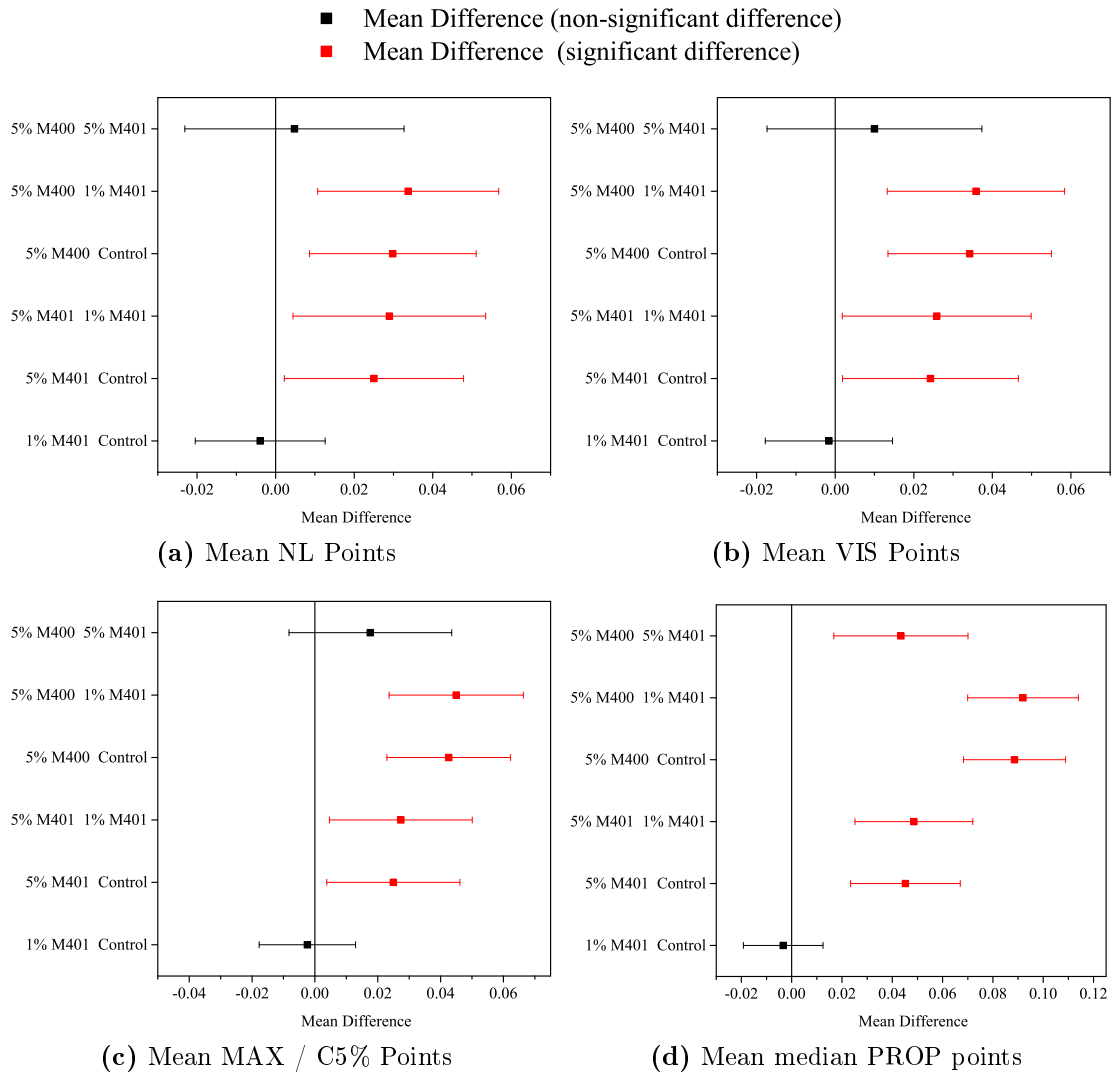 Mean Difference (non-significant difference)
Mean Difference (significant difference)
5% M400 5% M401
5% M400 1% M401
5% M400 Control
5% M401 1% M401
5% M401 Control
1% M401 Control
-0.02 0.00 0.02 0.04 0.06
Mean Difference
(a) Mean NL Points
5% M400 5% M401
5% M400 1% M401
5% M400 Control
5% M401 1% M401
5% M401 Control
1% M401 Control
-0.02 0.00 0.02 0.04 0.06
Mean Difference
(b) Mean VIS Points
5% M400 5% M401
5% M400 1% M401
5% M400 Control
5% M401 1% M401
5% M401 Control
1% M401 Control
-0.04 -0.02 0.00 0.02 0.04 0.06
Mean Difference
(c) Mean MAX / C5% Points
5% M400 5% M401
5% M400 1% M401
5% M400 Control
5% M401 1% M401
5% M401 Control
1% M401 Control
-0.02 0.00 0.02 0.04 0.06 0.08 0.10 0.12
Mean Difference
(d) Mean median PROP points